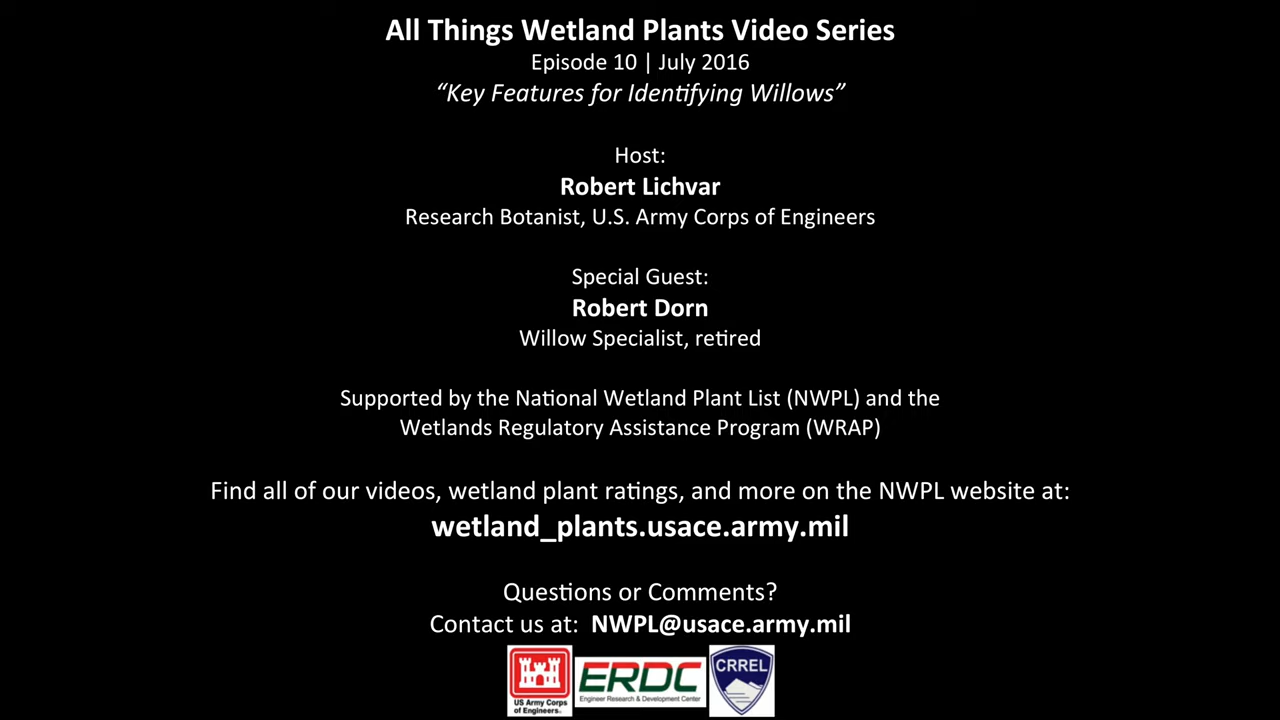 All Things Wetland Plants Video Series
Episode 10 | July 2016
“Key Features for Identifying Willows”
Host:
Robert Lichvar
Research Botanist, U.S. Army Corps of Engineers
Special Guest:
Robert Dorn
Willow Specialist, retired
Supported by the National Wetland Plant List (NWPL) and the
Wetlands Regulatory Assistance Program (WRAP)
Find all of our videos, wetland plant ratings, and more on the NWPL website at:
wetland_plants.usace.army.mil
Questions or Comments?
Contact us at: NWPL@usace.army.mil
US Army Corps
of Engineers
ERDC
Engineer Research & Development Center
CRREL